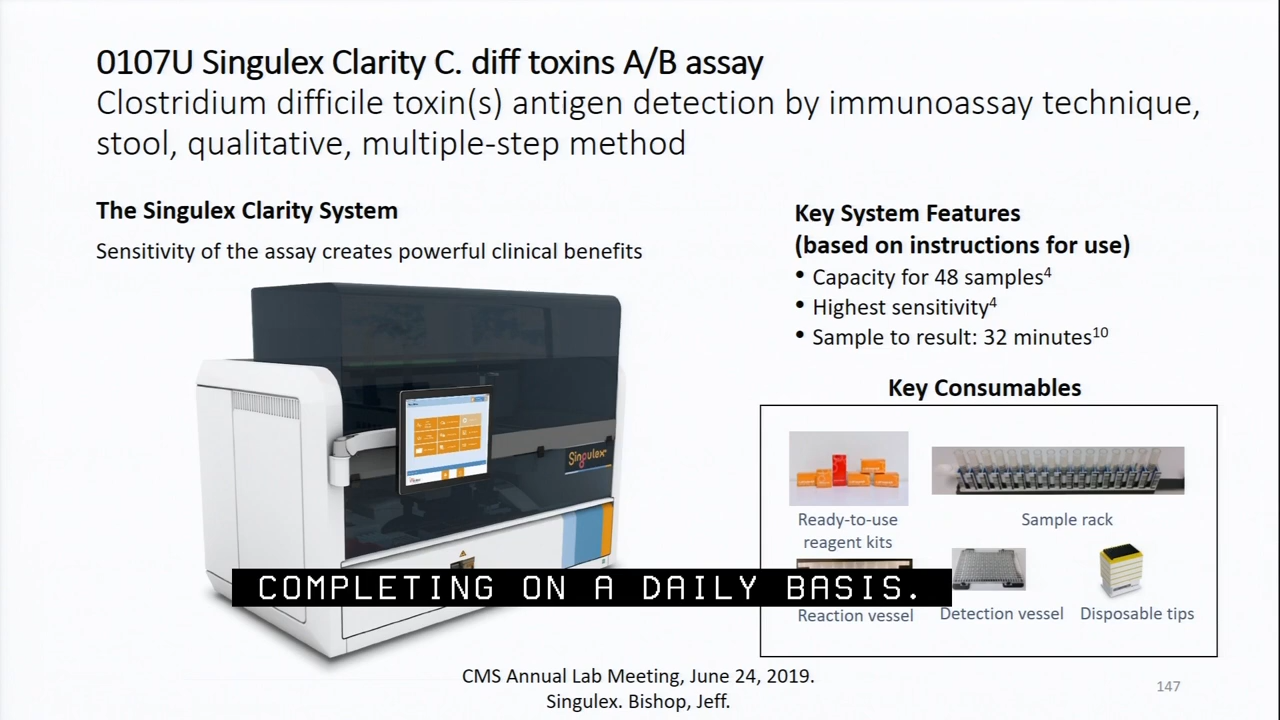 0107U Singulex Clarity C. diff toxins A/B assay
Clostridium difficile toxin(s) antigen detection by immunoassay technique,
stool, qualitative, multiple-step method
The Singulex Clarity System
Sensitivity of the assay creates powerful clinical benefits
Singulex
Key System Features
(based on instructions for use)
• Capacity for 48 samples4
• Highest sensitivity4
• Sample to result: 32 minutes10
Key Consumables
Ready-to-use
reagent kits
Sample rack
Reaction vessel
Detection vessel
Disposable tips
COMPLETING ON A DAILY BASIS.
CMS Annual Lab Meeting, June 24, 2019.
Singulex. Bishop, Jeff.
147